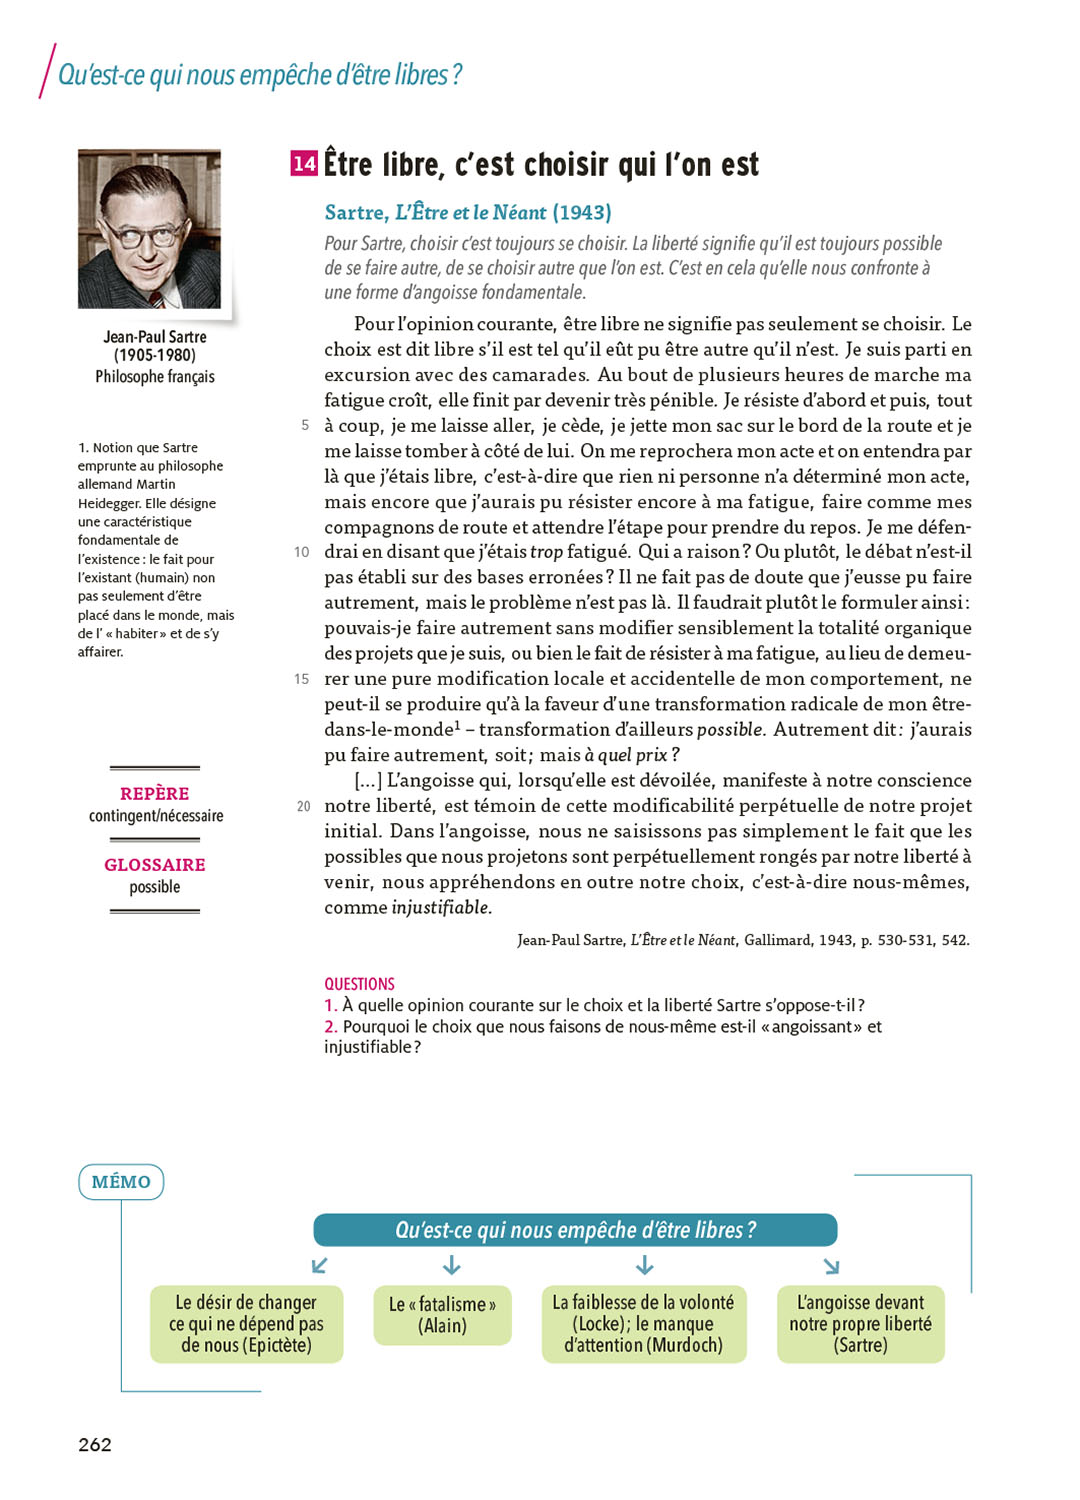 Qu'est-ce qui nous empêche d'être libres ?
Jean-Paul Sartre
(1905-1980)
Philosophe français
1. Notion que Sartre
emprunte au philosophe
allemand Martin
Heidegger. Elle désigne
une caractéristique
fondamentale de
l'existence : le fait pour
l'existant (humain) non
pas seulement d'être
placé dans le monde, mais
de l' « habiter » et de s'y
affairer.
REPÈRE
contingent/nécessaire
GLOSSAIRE
possible
14 Être libre, c'est choisir qui l'on est
Sartre, L'Être et le Néant (1943)
Pour Sartre, choisir c'est toujours se choisir. La liberté signifie qu'il est toujours possible
de se faire autre, de se choisir autre que l'on est. C'est en cela qu'elle nous confronte à
une forme d'angoisse fondamentale.
Pour l'opinion courante, être libre ne signifie pas seulement se choisir. Le
choix est dit libre s'il est tel qu'il eût pu être autre qu'il n'est. Je suis parti en
excursion avec des camarades. Au bout de plusieurs heures de marche ma
fatigue croît, elle finit par devenir très pénible. Je résiste d'abord et puis, tout
5 à coup, je me laisse aller, je cède, je jette mon sac sur le bord de la route et je
me laisse tomber à côté de lui. On me reprochera mon acte et on entendra par
là que j'étais libre, c'est-à-dire que rien ni personne n'a déterminé mon acte,
mais encore que j'aurais pu résister encore à ma fatigue, faire comme mes
compagnons de route et attendre l'étape pour prendre du repos. Je me défen-
10 drai en disant que j'étais trop fatigué. Qui a raison ? Ou plutôt, le débat n'est-il
pas établi sur des bases erronées ? Il ne fait pas de doute que j'eusse pu faire
autrement, mais le problème n'est pas là. Il faudrait plutôt le formuler ainsi :
pouvais-je faire autrement sans modifier sensiblement la totalité organique
des projets que je suis, ou bien le fait de résister à ma fatigue, au lieu de demeu-
15 rer une pure modification locale et accidentelle de mon comportement, ne
peut-il se produire qu'à la faveur d'une transformation radicale de mon être-
dans-le-monde1 – transformation d'ailleurs possible. Autrement dit : j'aurais
pu faire autrement, soit ; mais à quel prix ?
[...] L'angoisse qui, lorsqu'elle est dévoilée, manifeste à notre conscience
20 notre liberté, est témoin de cette modificabilité perpétuelle de notre projet
initial. Dans l'angoisse, nous ne saisissons pas simplement le fait que les
possibles que nous projetons sont perpétuellement rongés par notre liberté à
venir, nous appréhendons en outre notre choix, c'est-à-dire nous-mêmes,
comme injustifiable.
Jean-Paul Sartre, L'Être et le Néant, Gallimard, 1943, p. 530-531, 542.
QUESTIONS
1. À quelle opinion courante sur le choix et la liberté Sartre s'oppose-t-il ?
2. Pourquoi le choix que nous faisons de nous-même est-il « angoissant » et
injustifiable ?
MÉMO
Qu'est-ce qui nous empêche d'être libres ?
Le désir de changer
ce qui ne dépend pas
de nous (Epictète)
Le « fatalisme »
(Alain)
La faiblesse de la volonté
(Locke) ; le manque
d'attention (Murdoch)
L'angoisse devant
notre propre liberté
(Sartre)
262